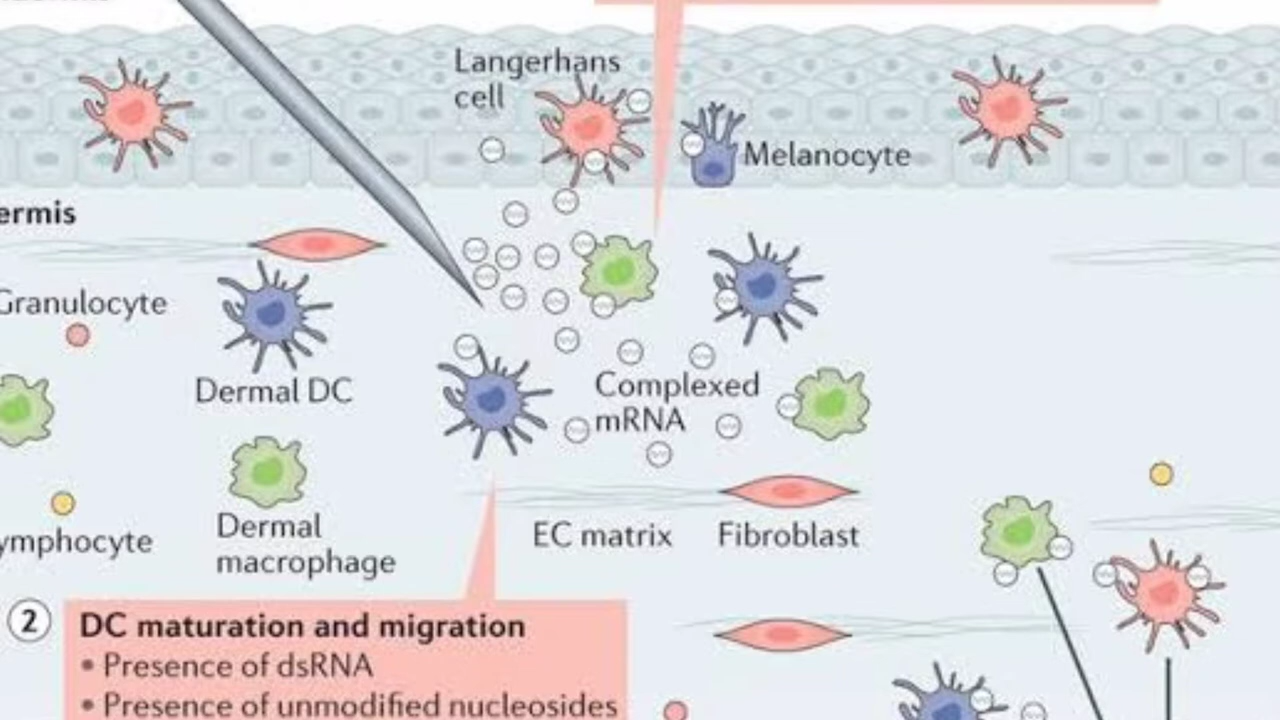 Langerhans
cell
Melanocyte
ermis
Granulocyte
Dermal DC
Complexed
mRNA
ymphocyte
Dermal
macrophage
EC matrix
Fibroblast
2
DC maturation and migration
• Presence of dsRNA
• Presence of unmodified nucleosides